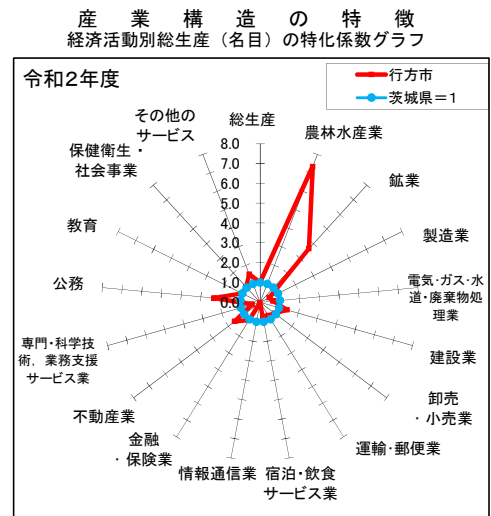 産業構造の特徴
経済活動別総生産（名目）の特化係数グラフ
令和2年度
行方市
茨城県＝1
総生産
農林水産業
鉱業
製造業
電気・ガス・水
道・廃棄物処
理業
建設業
卸売
・小売業
運輸・郵便業
宿泊・飲食
サービス業
情報通信業
金融
・保険業
不動産業
専門・科学技
術，業務支援
サービス業
公務
教育
保健衛生・
社会事業
その他の
サービス
8.0
7.0
6.0
5.0
4.0
3.0
2.0
1.0
0.0